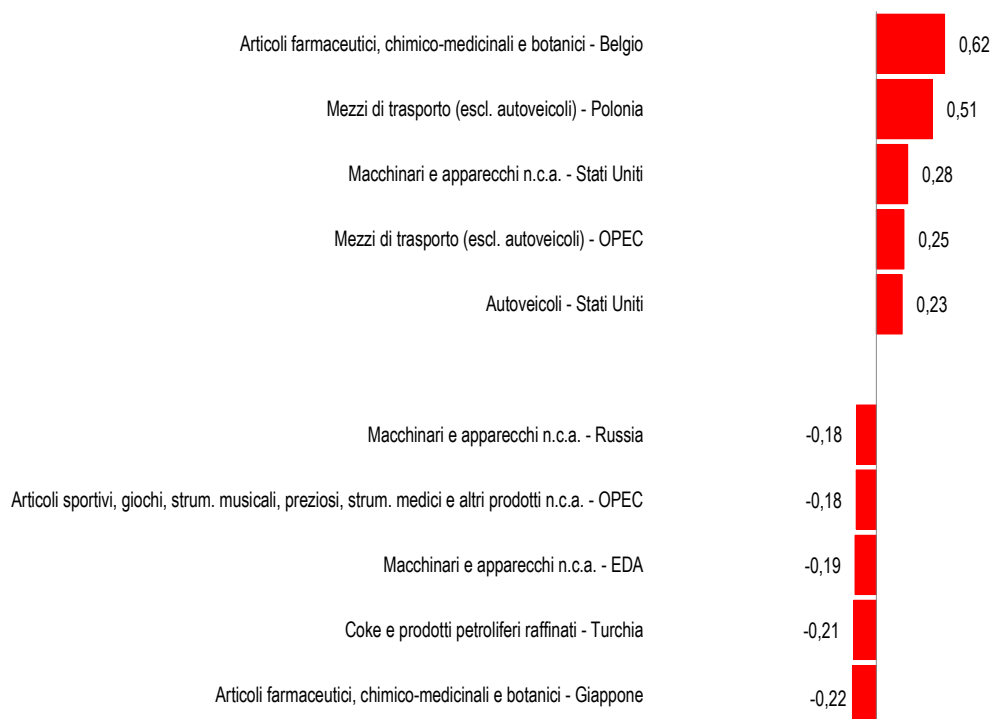 Articoli farmaceutici, chimico-medicinali e botanici - Belgio 0,62
Mezzi di trasporto (escl. autoveicoli) - Polonia 0,51
Macchinari e apparecchi n.c.a. - Stati Uniti 0,28
Mezzi di trasporto (escl. autoveicoli) - OPEC 0,25
Autoveicoli - Stati Uniti 0,23
Macchinari e apparecchi n.c.a. - Russia -0,18
Articoli sportivi, giochi, strum. musicali, preziosi, strum. medici e altri prodotti n.c.a. - OPEC -0,18
Macchinari e apparecchi n.c.a. - EDA -0,19
Coke e prodotti petroliferi raffinati - Turchia -0,21
Articoli farmaceutici, chimico-medicinali e botanici - Giappone -0,22